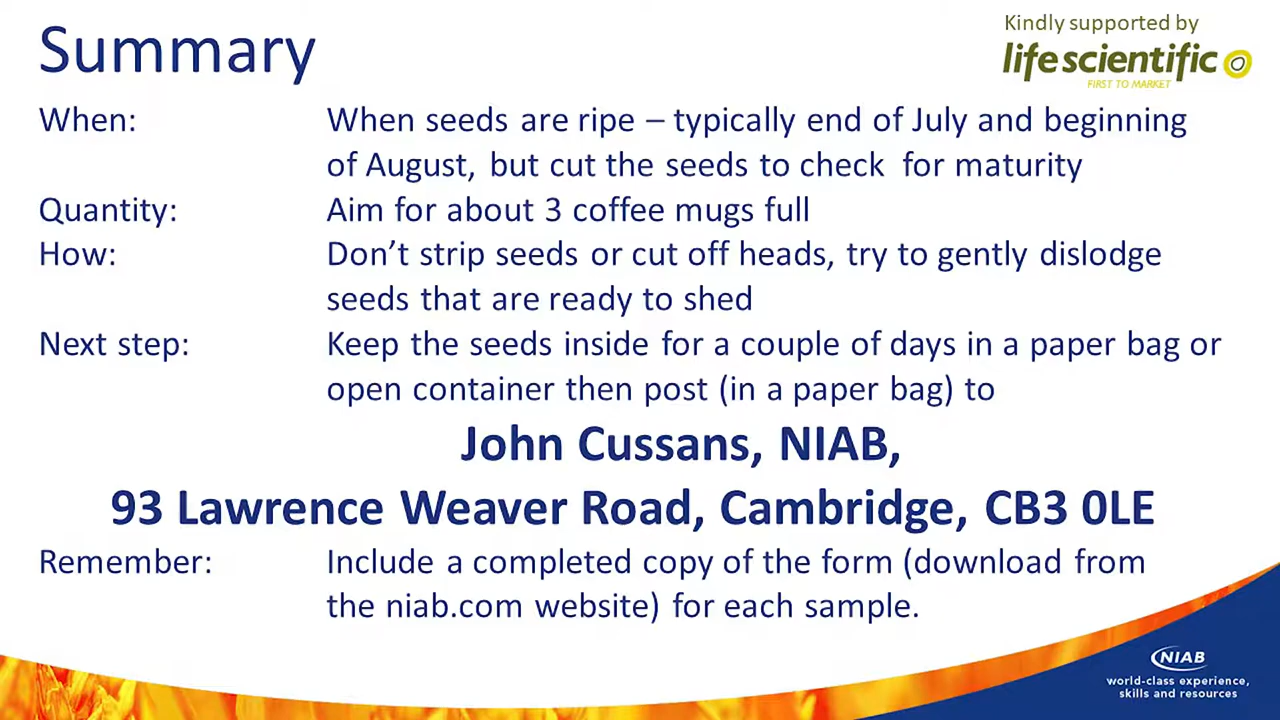 Summary
Kindly supported by
lifescientific
FIRST TO MARKET
When: When seeds are ripe – typically end of July and beginning
of August, but cut the seeds to check for maturity
Quantity: Aim for about 3 coffee mugs full
How: Don’t strip seeds or cut off heads, try to gently dislodge
seeds that are ready to shed
Next step: Keep the seeds inside for a couple of days in a paper bag or
open container then post (in a paper bag) to
John Cussans, NIAB,
93 Lawrence Weaver Road, Cambridge, CB3 0LE
Remember: Include a completed copy of the form (download from
the niab.com website) for each sample.
NIAB
world-class experience,
skills and resources